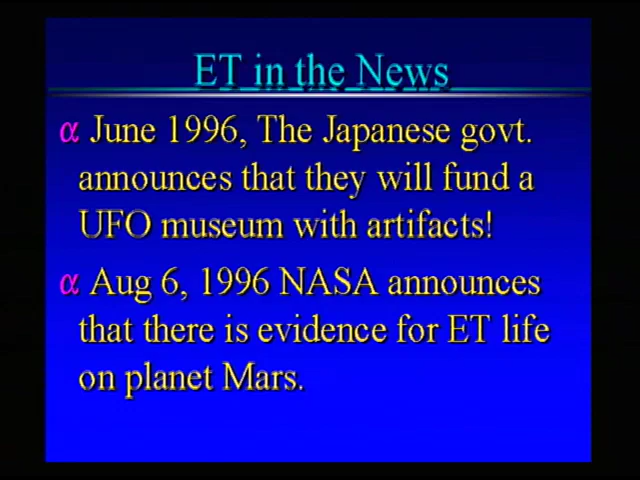 ET in the News
α June 1996, The Japanese govt.
announces that they will fund a
UFO museum with artifacts!
α Aug 6, 1996 NASA announces
that there is evidence for ET life
on planet Mars.